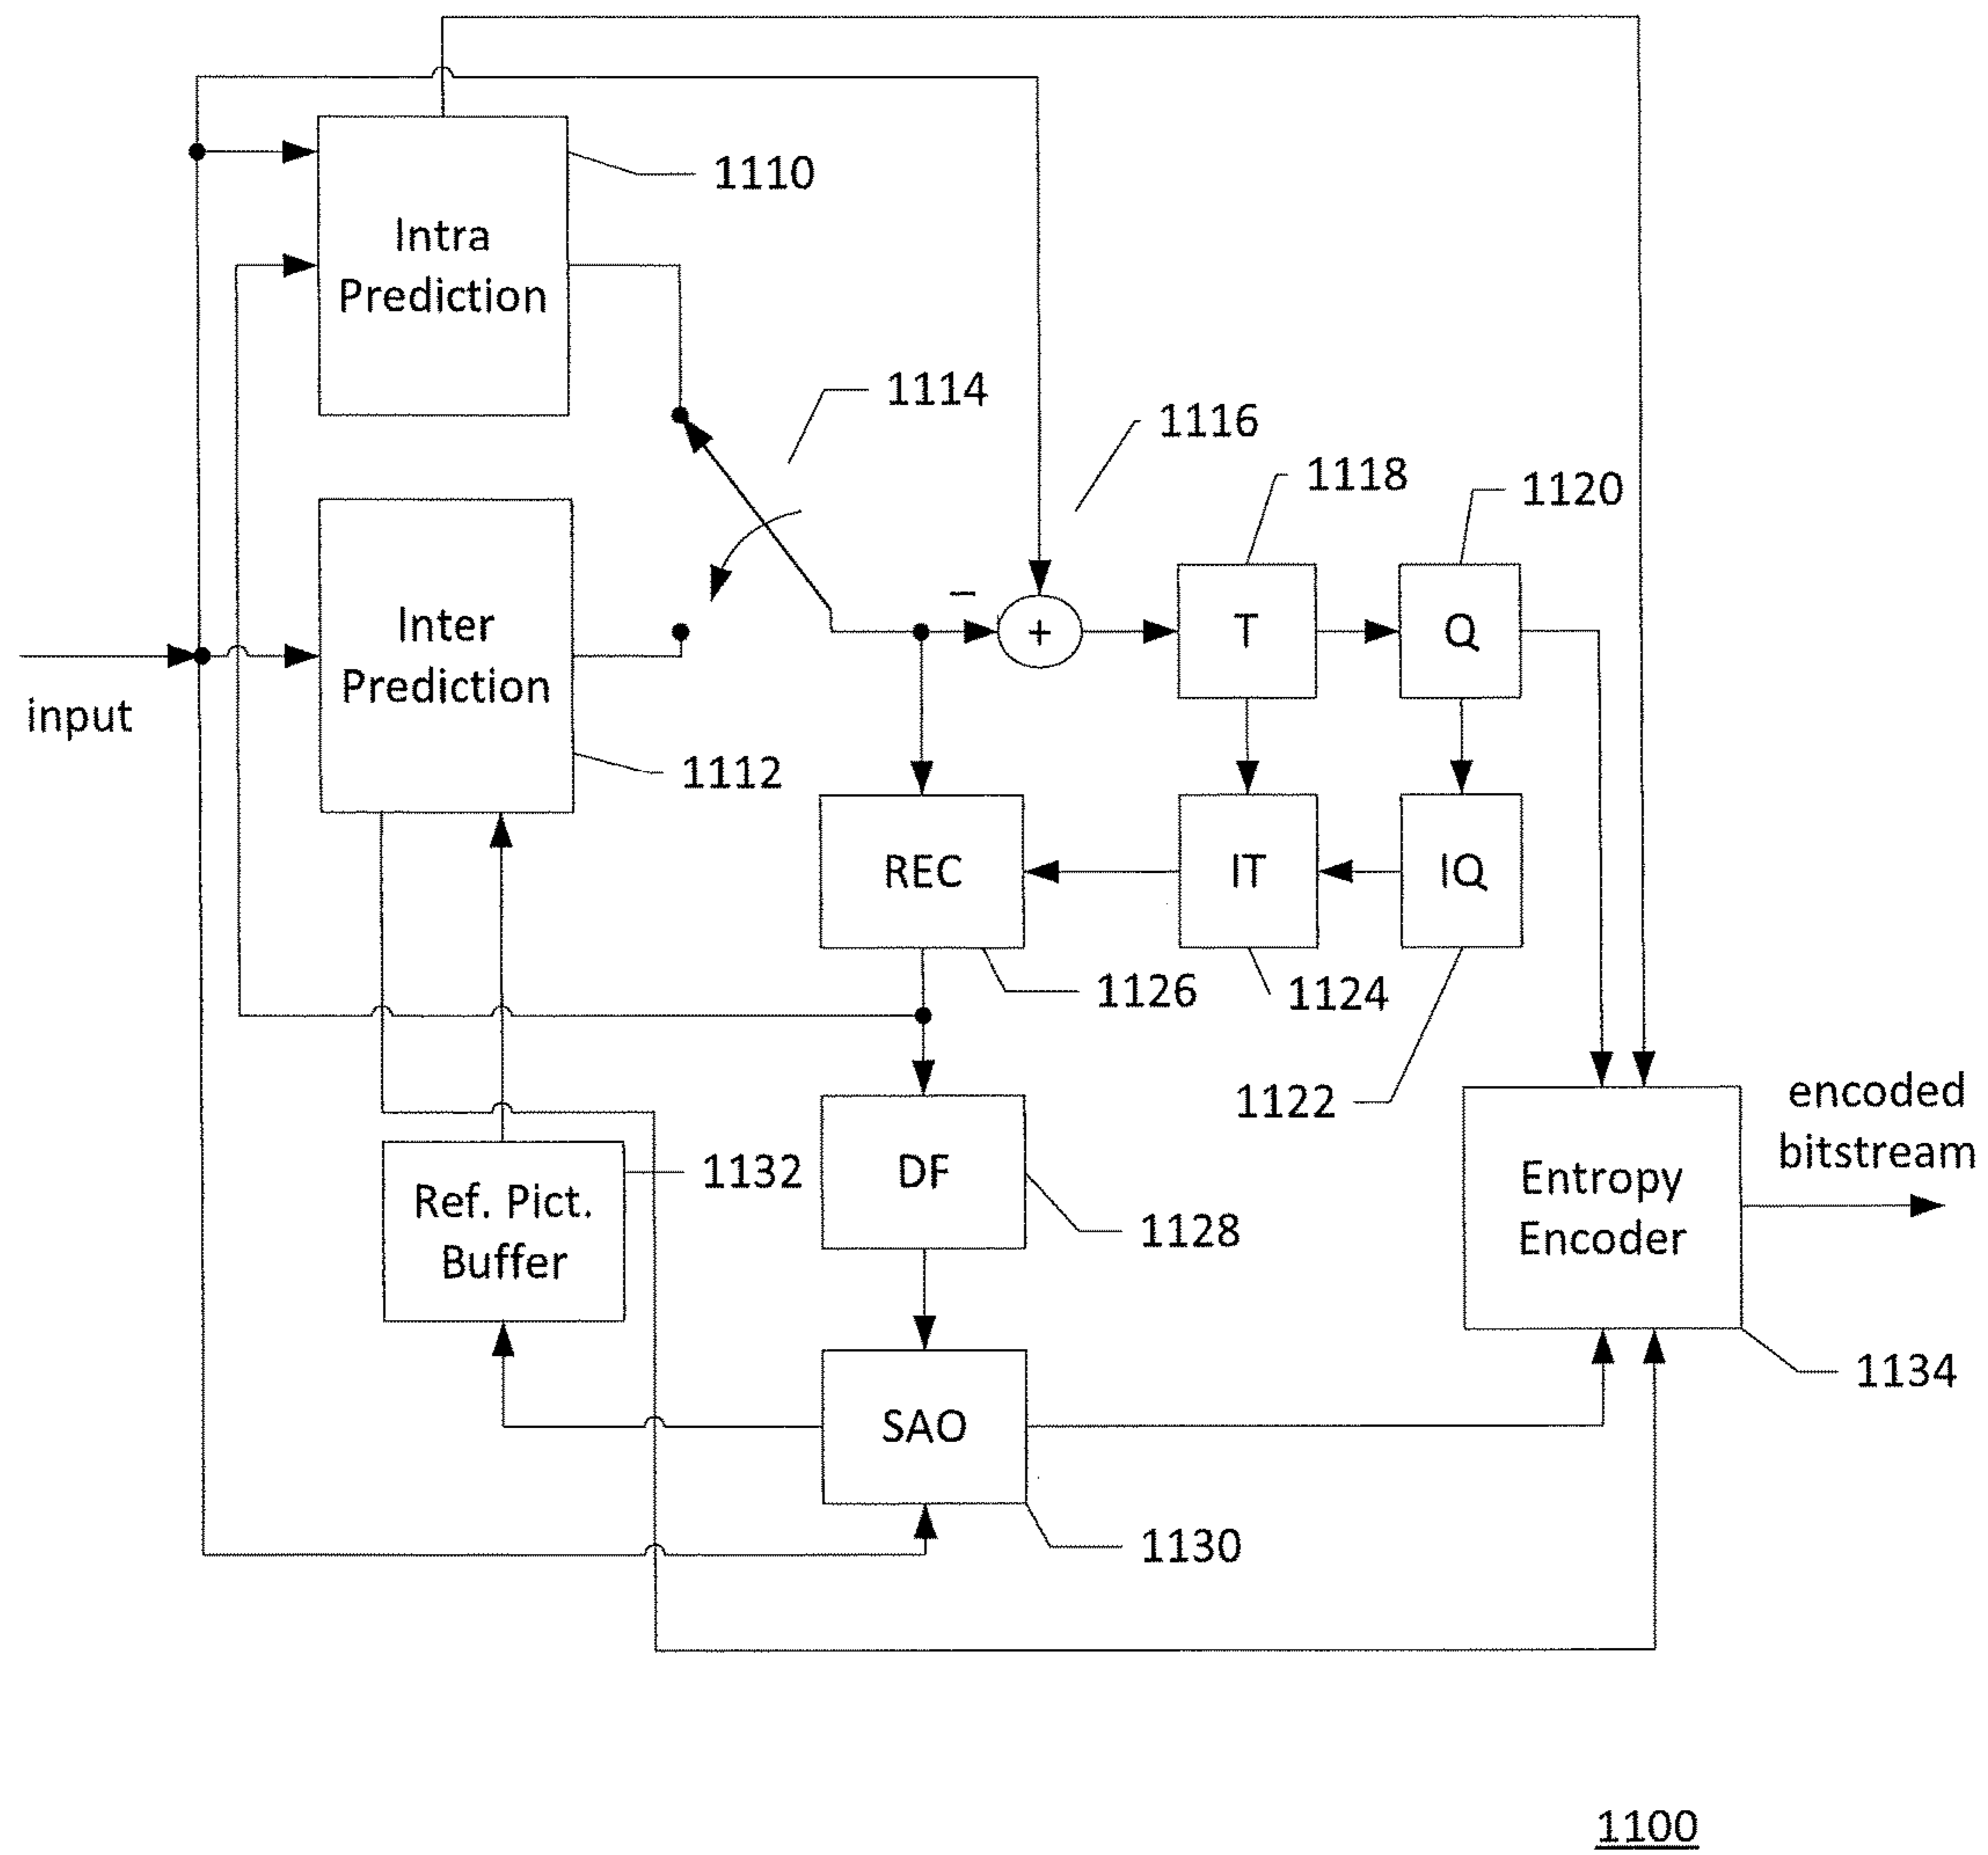 1110
Intra
Prediction
1114
1116
1118
1120
Inter
Prediction
−
+
T
Q
input
1112
REC
IT
IQ
1126
1124
1122
encoded
bitstream
Ref. Pict.
Buffer
1132
DF
1128
Entropy
Encoder
1134
SAO
1130
1100